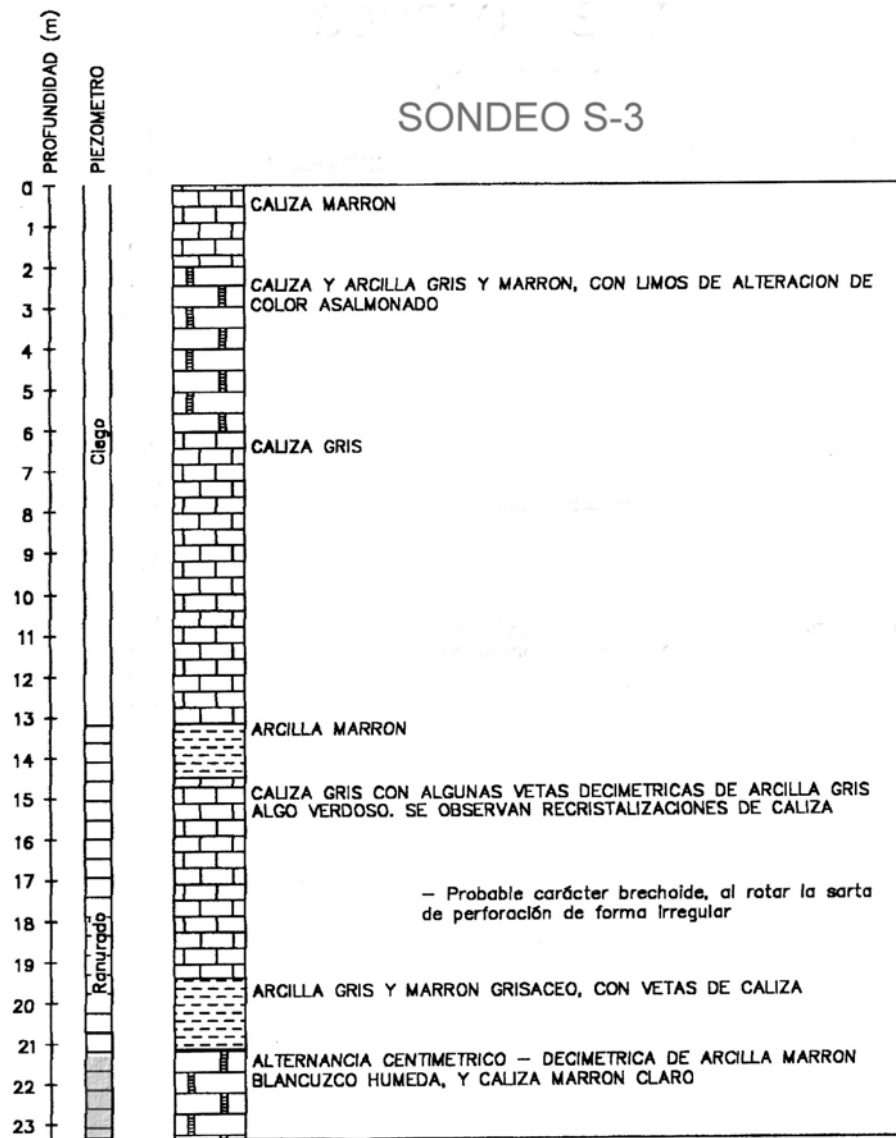 PROFUNDIDAD (m)
PIEZOMETRO
SONDEO S-3
0
1
2
3
4
5
6
7
8
9
10
11
12
13
14
15
16
17
18
19
20
21
22
23
Ciego
Ranurado
CALIZA MARRON
CALIZA Y ARCILLA GRIS Y MARRON, CON LIMOS DE ALTERACION DE
COLOR ASALMONADO
CALIZA GRIS
ARCILLA MARRON
CALIZA GRIS CON ALGUNAS VETAS DECIMETRICAS DE ARCILLA GRIS
ALGO VERDOSO. SE OBSERVAN RECRISTALIZACIONES DE CALIZA
– Probable carácter brechoide, al rotar la sarta
de perforación de forma irregular
ARCILLA GRIS Y MARRON GRISACEO, CON VETAS DE CALIZA
ALTERNANCIA CENTIMETRICO – DECIMETRICA DE ARCILLA MARRON
BLANCUZCO HUMEDA, Y CALIZA MARRON CLARO